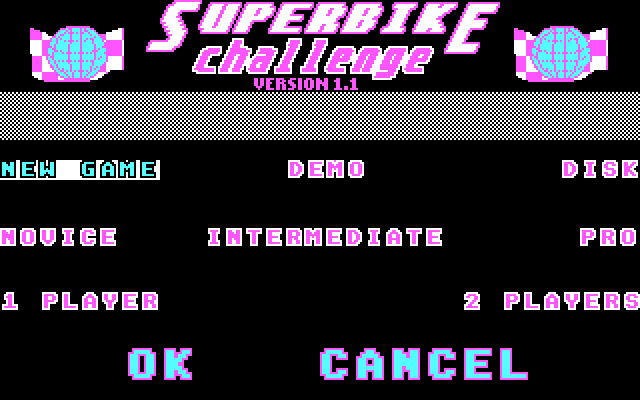 SUPERBIKE
challenge
VERSION 1.1
NEW GAME DEMO DISK
NOVICE INTERMEDIATE PRO
1 PLAYER 2 PLAYERS
OK CANCEL